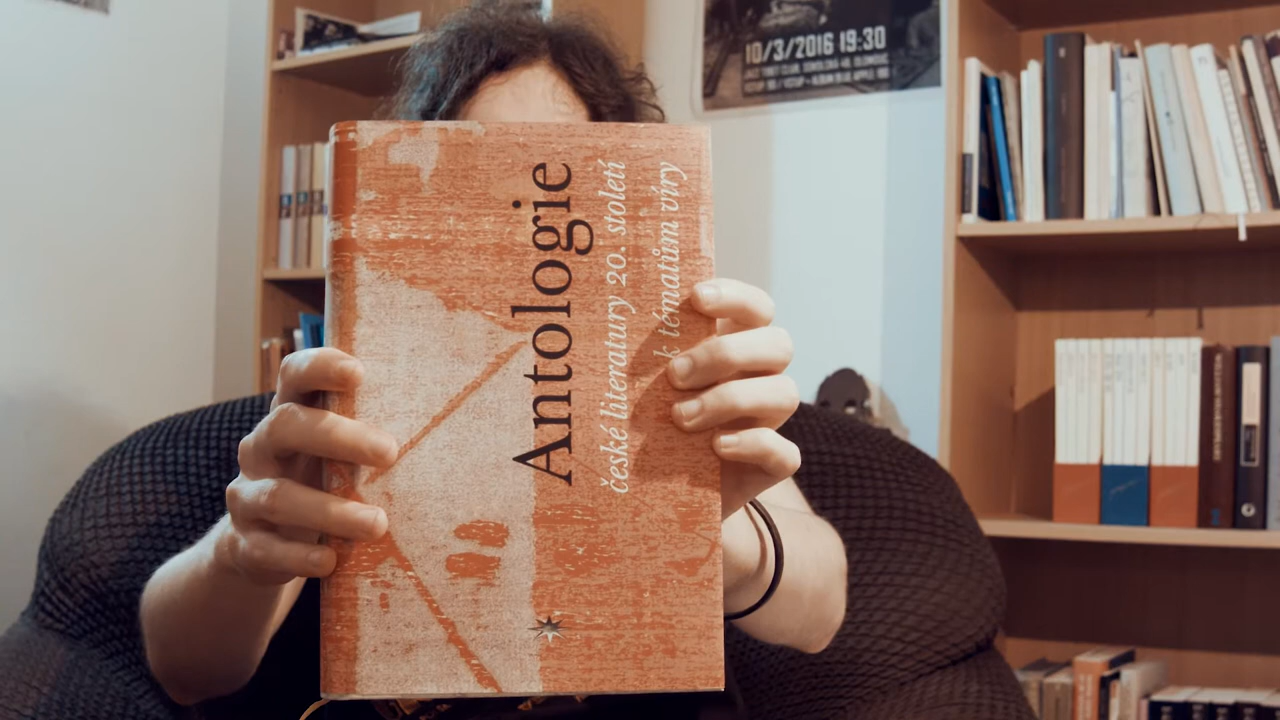 10/3/2016 19:30
Antologie
české literatury 20. století
k tématům víry